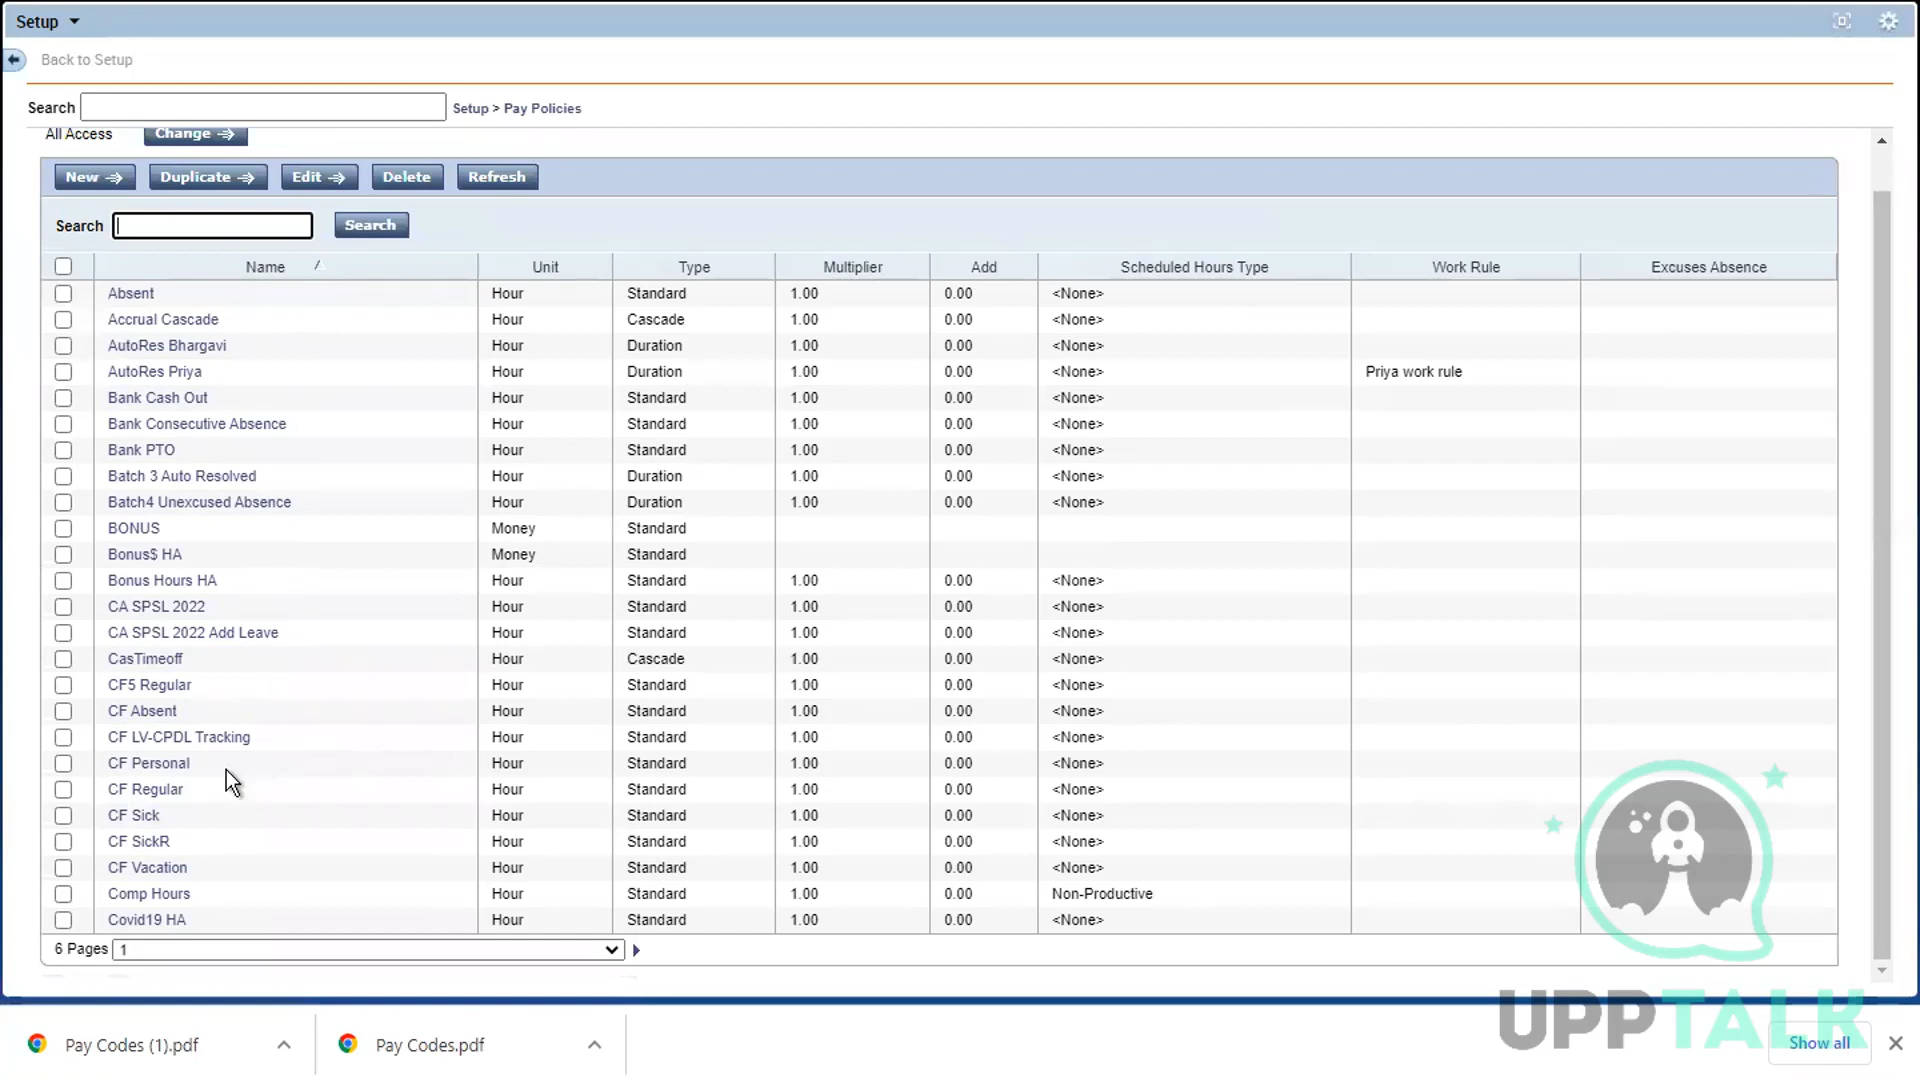 Setup
Back to Setup
Search Setup > Pay Policies
All Access Change
New Duplicate Edit Delete Refresh
Search Search
Name Unit Type Multiplier Add Scheduled Hours Type Work Rule Excuses Absence
Absent Hour Standard 1.00 0.00 <None>
Accrual Cascade Hour Cascade 1.00 0.00 <None>
AutoRes Bhargavi Hour Duration 1.00 0.00 <None>
AutoRes Priya Hour Duration 1.00 0.00 <None> Priya work rule
Bank Cash Out Hour Standard 1.00 0.00 <None>
Bank Consecutive Absence Hour Standard 1.00 0.00 <None>
Bank PTO Hour Standard 1.00 0.00 <None>
Batch 3 Auto Resolved Hour Duration 1.00 0.00 <None>
Batch4 Unexcused Absence Hour Duration 1.00 0.00 <None>
BONUS Money Standard
Bonus$ HA Money Standard
Bonus Hours HA Hour Standard 1.00 0.00 <None>
CA SPSL 2022 Hour Standard 1.00 0.00 <None>
CA SPSL 2022 Add Leave Hour Standard 1.00 0.00 <None>
CasTimeoff Hour Cascade 1.00 0.00 <None>
CF5 Regular Hour Standard 1.00 0.00 <None>
CF Absent Hour Standard 1.00 0.00 <None>
CF LV-CPDL Tracking Hour Standard 1.00 0.00 <None>
CF Personal Hour Standard 1.00 0.00 <None>
CF Regular Hour Standard 1.00 0.00 <None>
CF Sick Hour Standard 1.00 0.00 <None>
CF SickR Hour Standard 1.00 0.00 <None>
CF Vacation Hour Standard 1.00 0.00 <None>
Comp Hours Hour Standard 1.00 0.00 Non-Productive
Covid19 HA Hour Standard 1.00 0.00 <None>
6 Pages 1
UPPTALK
Pay Codes (1).pdf Pay Codes.pdf Show all